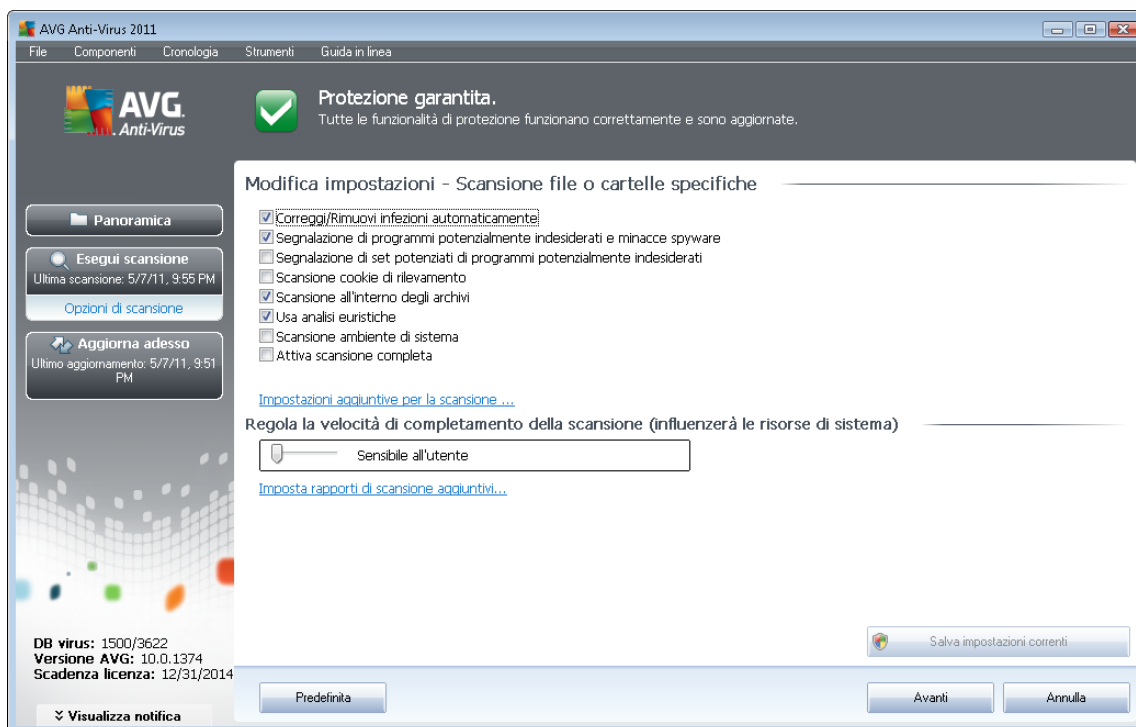 AVG Anti-Virus 2011
File Componenti Cronologia Strumenti Guida in linea
AVG.
Anti-Virus
Protezione garantita.
Tutte le funzionalità di protezione funzionano correttamente e sono aggiornate.
Panoramica
Esegui scansione
Ultima scansione: 5/7/11, 9:55 PM
Opzioni di scansione
Aggiorna adesso
Ultimo aggiornamento: 5/7/11, 9:51
PM
DB virus: 1500/3622
Versione AVG: 10.0.1374
Scadenza licenza: 12/31/2014
Visualizza notifica
Modifica impostazioni - Scansione file o cartelle specifiche
Correggi/Rimuovi infezioni automaticamente
Segnalazione di programmi potenzialmente indesiderati e minacce spyware
Segnalazione di set potenziati di programmi potenzialmente indesiderati
Scansione cookie di rilevamento
Scansione all'interno degli archivi
Usa analisi euristiche
Scansione ambiente di sistema
Attiva scansione completa
Impostazioni aggiuntive per la scansione ...
Regola la velocità di completamento della scansione (influenzerà le risorse di sistema)
Sensibile all'utente
Imposta rapporti di scansione aggiuntivi...
Salva impostazioni correnti
Predefinita
Avanti
Annulla